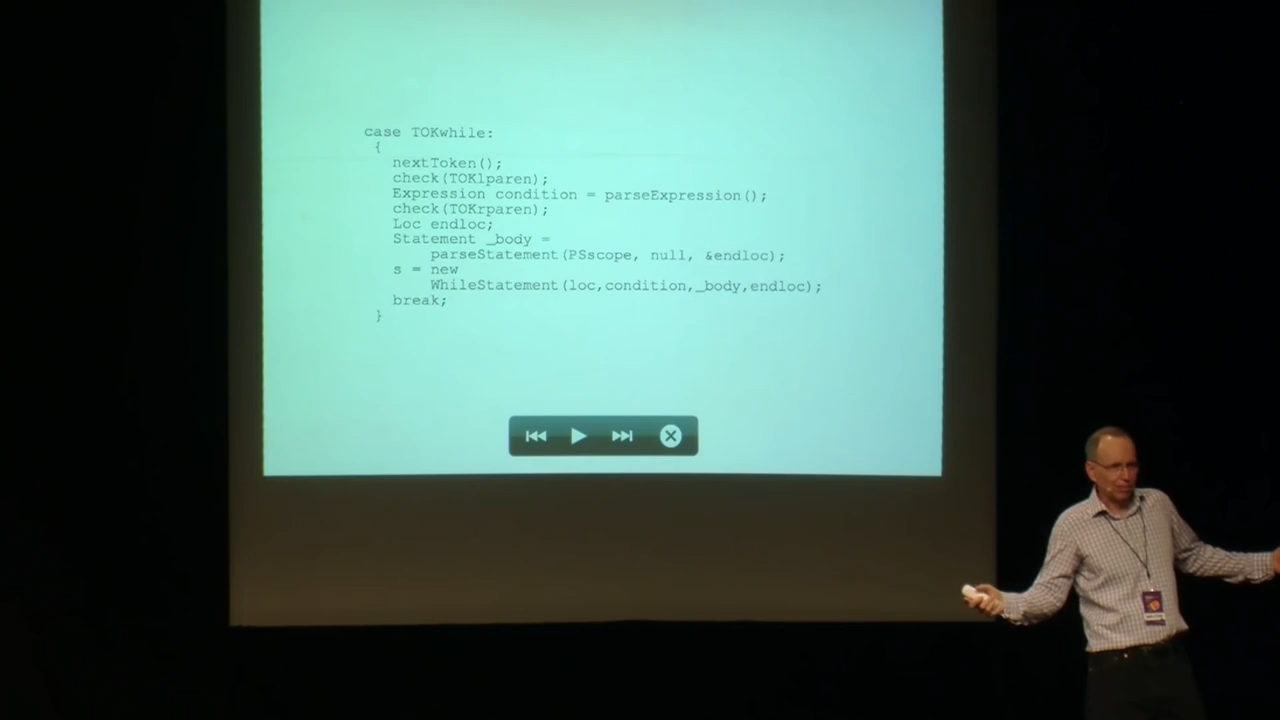 case TOKwhile:
{
nextToken();
check(TOKlparen);
Expression condition = parseExpression();
check(TOKrparen);
Loc endloc;
Statement _body =
parseStatement(PSscope, null, &endloc);
s = new
WhileStatement(loc,condition,_body,endloc);
break;
}